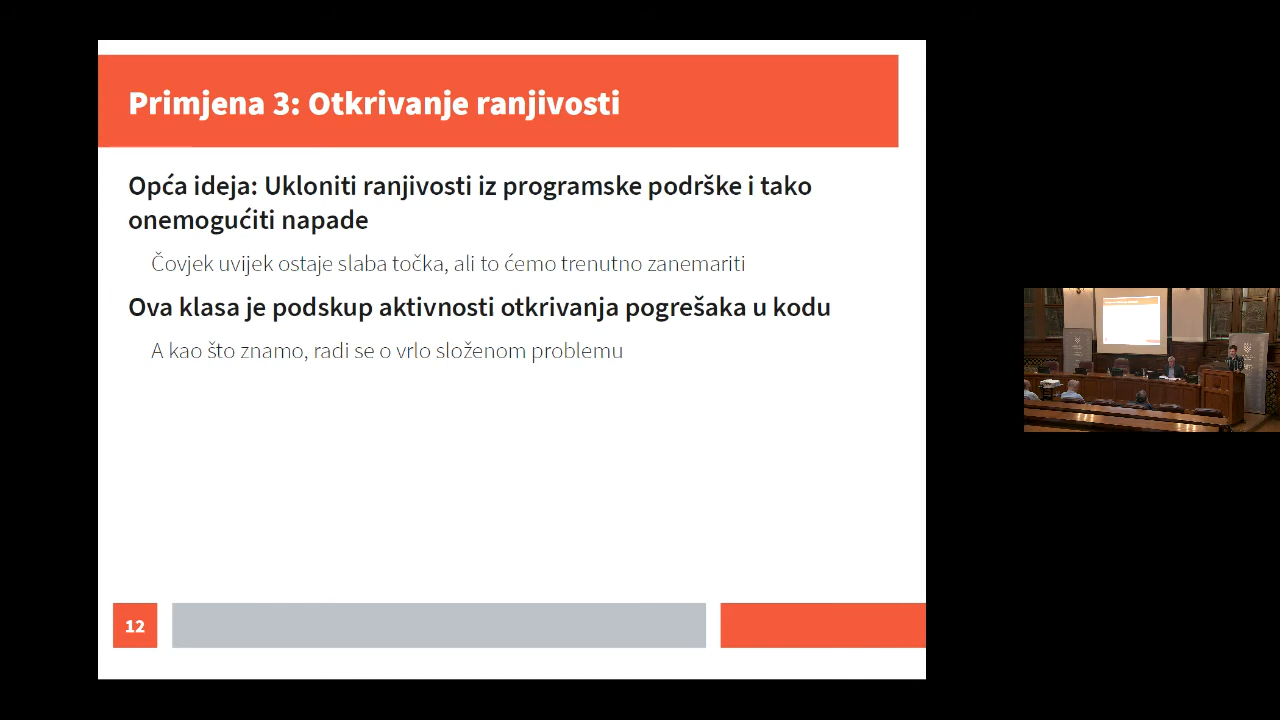 Primjena 3: Otkrivanje ranjivosti
Opća ideja: Ukloniti ranjivosti iz programske podrške i tako
onemogućiti napade
Čovjek uvijek ostaje slaba točka, ali to ćemo trenutno zanemariti
Ova klasa je podskup aktivnosti otkrivanja pogrešaka u kodu
A kao što znamo, radi se o vrlo složenom problemu
12